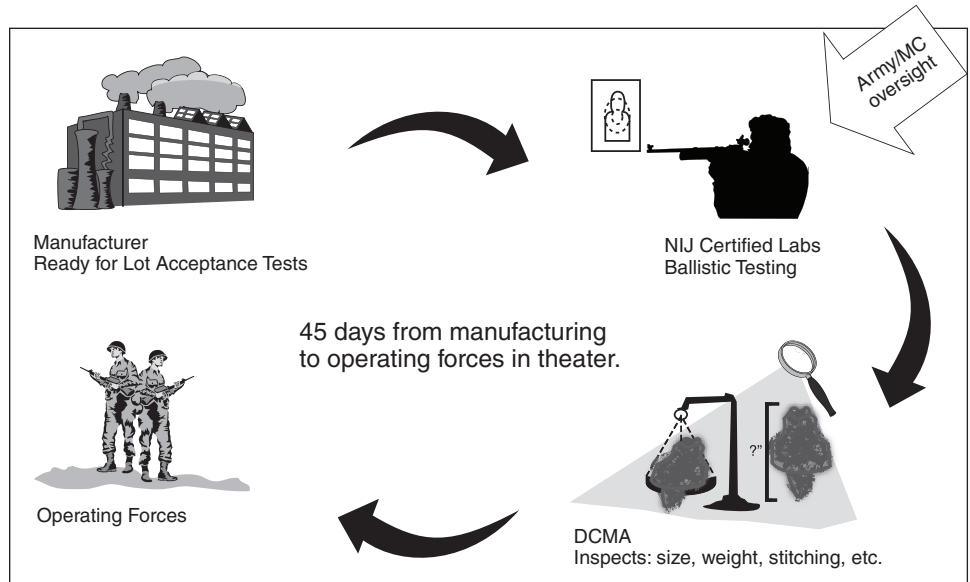 Army/MC
oversight
Manufacturer
Ready for Lot Acceptance Tests
NIJ Certified Labs
Ballistic Testing
45 days from manufacturing
to operating forces in theater.
?"
Operating Forces
DCMA
Inspects: size, weight, stitching, etc.